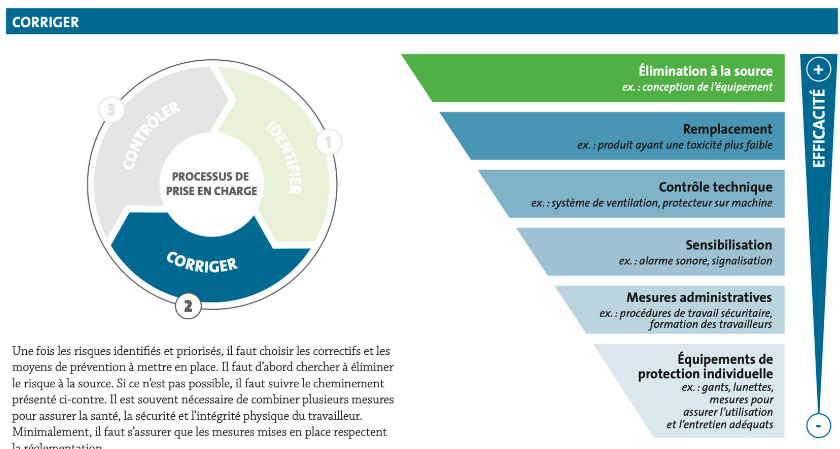 CORRIGER
3
CONTRÔLER
IDENTIFIER
1
PROCESSUS DE
PRISE EN CHARGE
CORRIGER
2
Une fois les risques identifiés et priorisés, il faut choisir les correctifs et les
moyens de prévention à mettre en place. Il faut d'abord chercher à éliminer
le risque à la source. Si ce n'est pas possible, il faut suivre le cheminement
présenté ci-contre. Il est souvent nécessaire de combiner plusieurs mesures
pour assurer la santé, la sécurité et l'intégrité physique du travailleur.
Minimalement, il faut s'assurer que les mesures mises en place respectent
la réglementation.
Élimination à la source
ex. : conception de l'équipement
Remplacement
ex. : produit ayant une toxicité plus faible
Contrôle technique
ex. : système de ventilation, protecteur sur machine
Sensibilisation
ex. : alarme sonore, signalisation
Mesures administratives
ex. : procédures de travail sécuritaire,
formation des travailleurs
Équipements de
protection individuelle
ex. : gants, lunettes,
mesures pour
assurer l'utilisation
et l'entretien adéquats
+
EFFICACITÉ
-